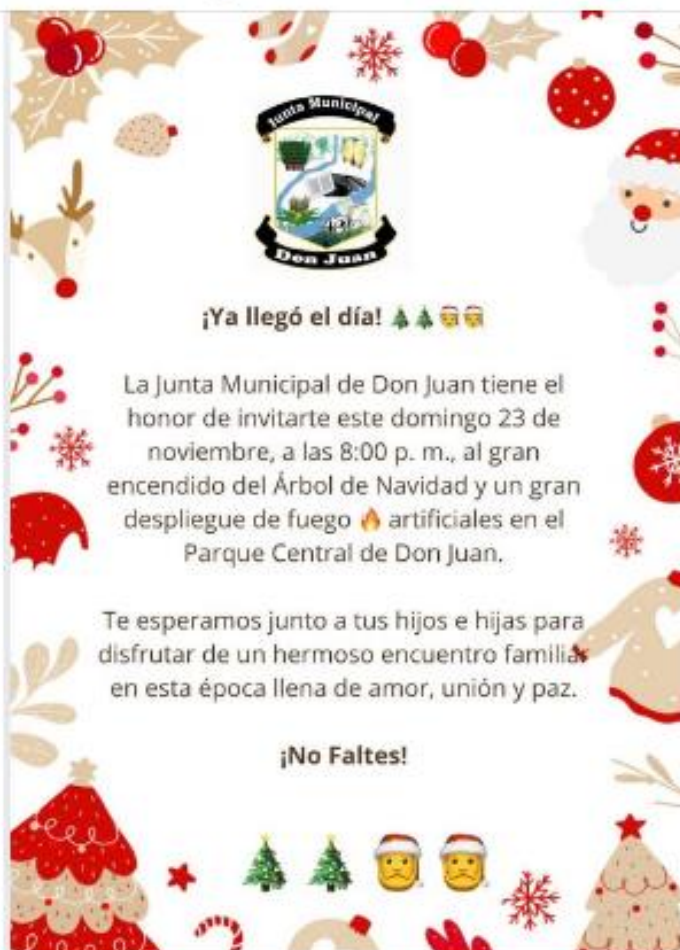 Junta Municipal
Don Juan
¡Ya llegó el día! 🎄🎄🎅🎅
La Junta Municipal de Don Juan tiene el
honor de invitarte este domingo 23 de
noviembre, a las 8:00 p. m., al gran
encendido del Árbol de Navidad y un gran
despliegue de fuego 🔥 artificiales en el
Parque Central de Don Juan.
Te esperamos junto a tus hijos e hijas para
disfrutar de un hermoso encuentro familiar
en esta época llena de amor, unión y paz.
¡No Faltes!
🎄🎄🎅🎅